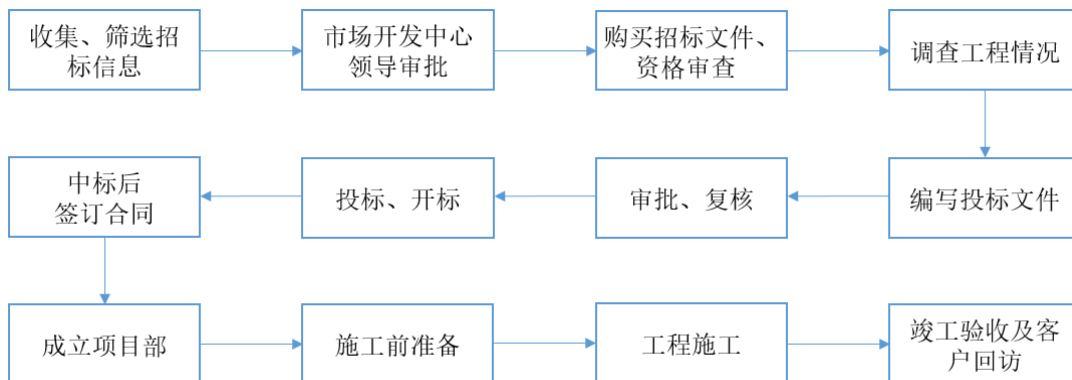 收集、筛选招
标信息
市场开发中心
领导审批
购买招标文件、
资格审查
调查工程情况
编写投标文件
审批、复核
投标、开标
中标后
签订合同
成立项目部
施工前准备
工程施工
竣工验收及客
户回访